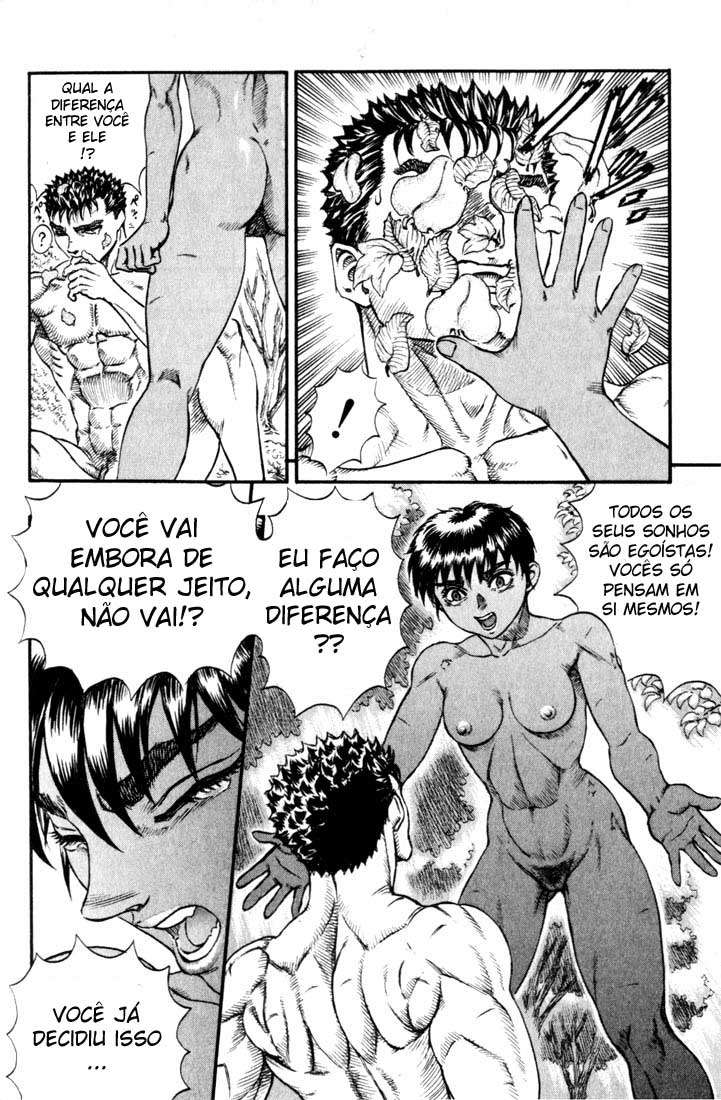 QUAL A
DIFERENÇA
ENTRE VOCÊ
E ELE
!?
?
?
!
TODOS OS
SEUS SONHOS
SÃO EGOÍSTAS!
VOCÊS SÓ
PENSAM EM
SI MESMOS!
EU FAÇO
ALGUMA
DIFERENÇA
??
VOCÊ VAI
EMBORA DE
QUALQUER JEITO,
NÃO VAI!?
VOCÊ JÁ
DECIDIU ISSO
...